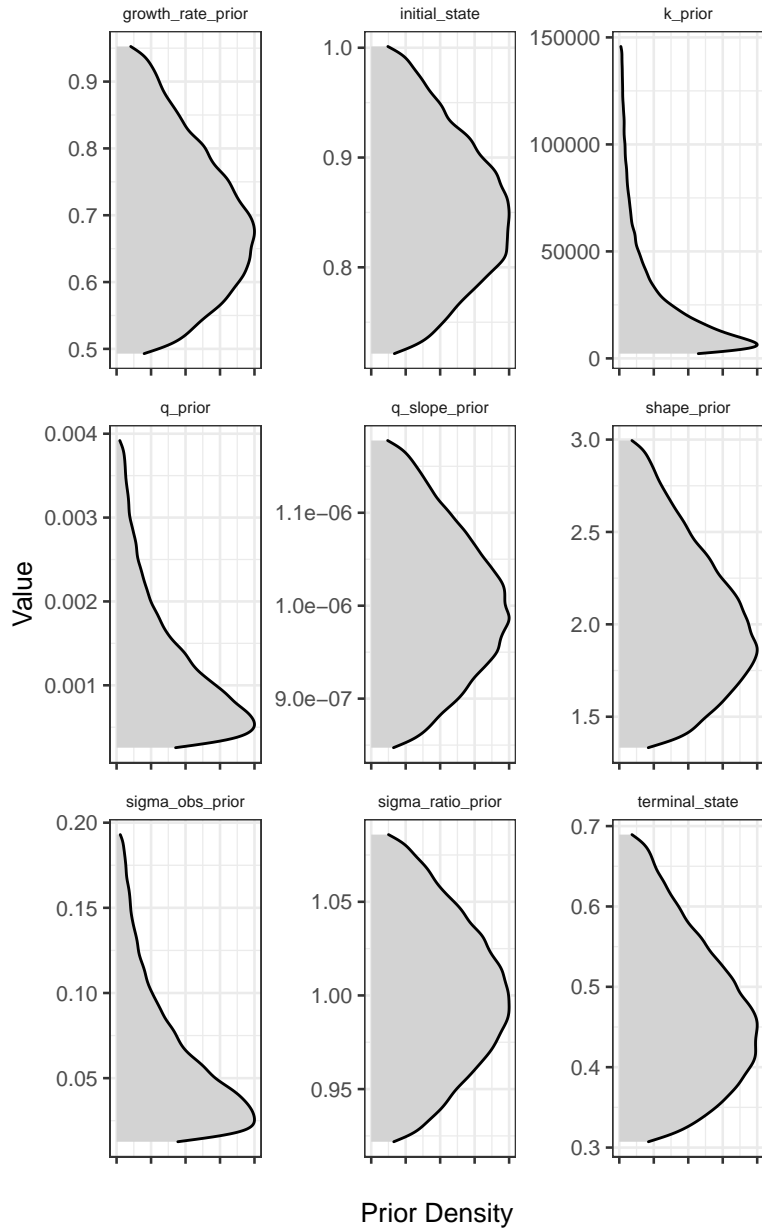 growth_rate_prior
initial_state
k_prior
0.9
0.8
0.7
0.6
0.5
1.0
0.9
0.8
150000
100000
50000
0
q_prior
q_slope_prior
shape_prior
0.004
0.003
0.002
0.001
1.1e−06
1.0e−06
9.0e−07
3.0
2.5
2.0
1.5
Value
sigma_obs_prior
sigma_ratio_prior
terminal_state
0.20
0.15
0.10
0.05
1.05
1.00
0.95
0.7
0.6
0.5
0.4
0.3
Prior Density